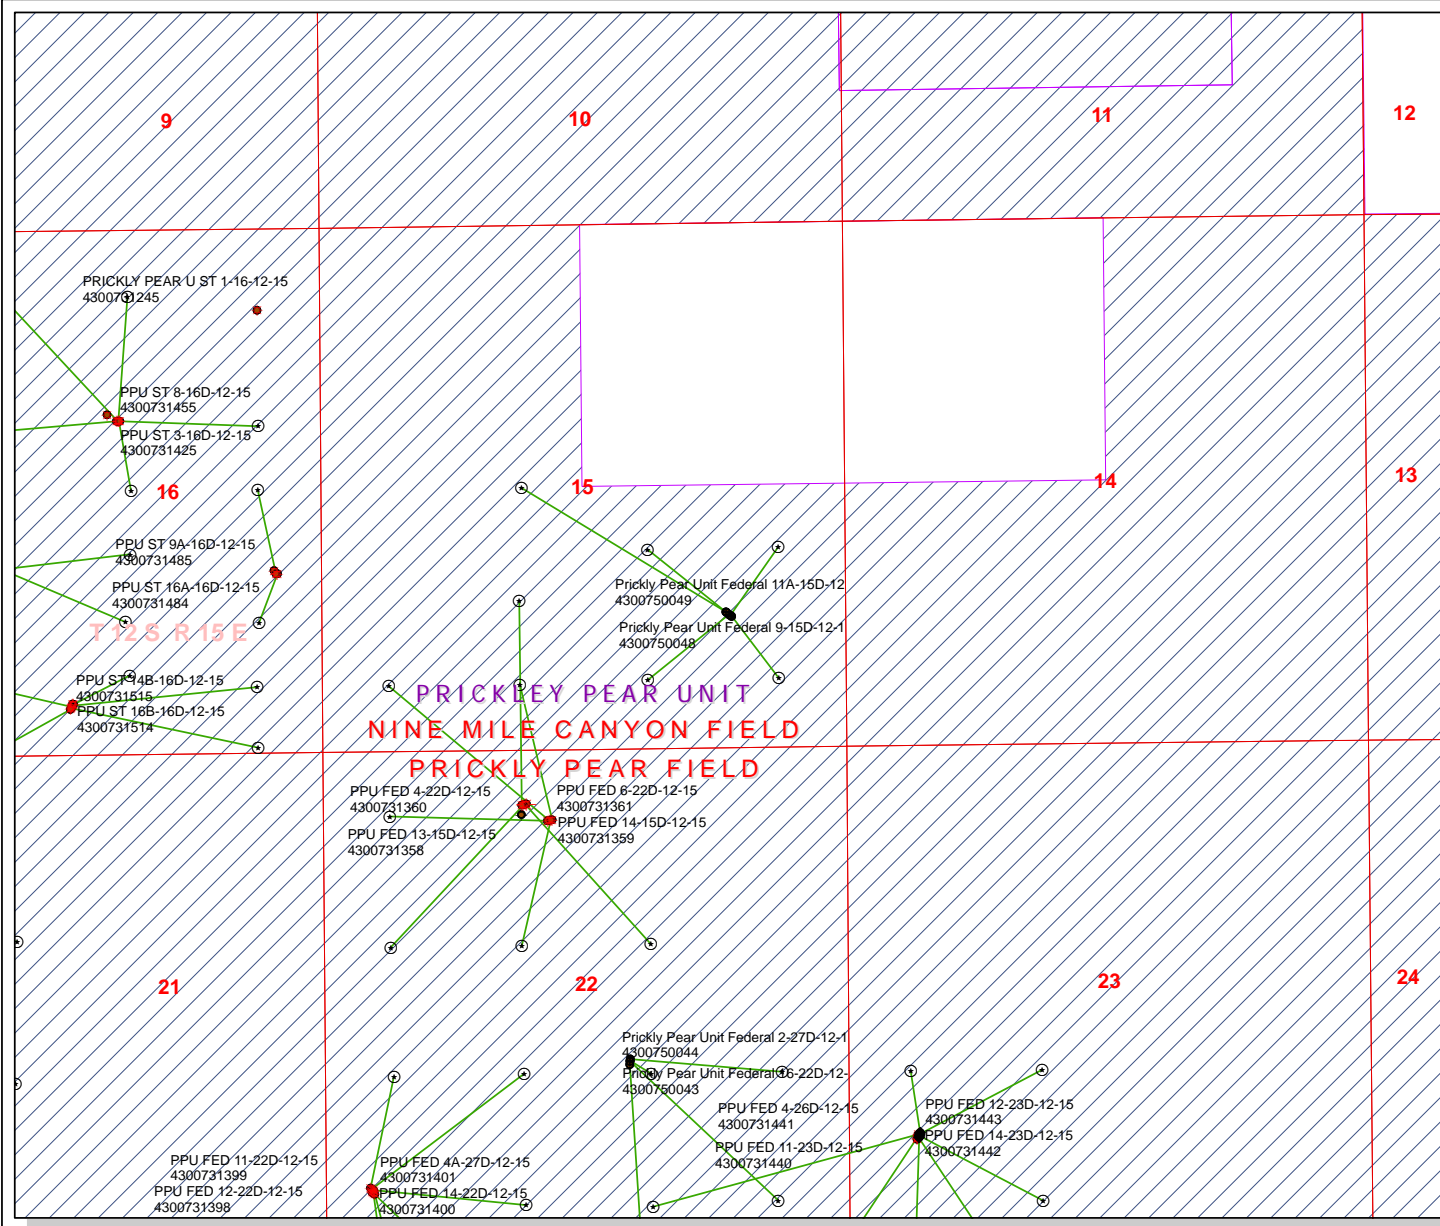 9
10
11
12
PRICKLY PEAR U ST 1-16-12-15
4300731245
PPU ST 8-16D-12-15
4300731455
PPU ST 3-16D-12-15
4300731425
16
15
14
13
PPU ST 9A-16D-12-15
4300731485
PPU ST 16A-16D-12-15
4300731484
Prickly Pear Unit Federal 11A-15D-12
4300750049
Prickly Pear Unit Federal 9-15D-12-1
4300750048
T 12 S R 15 E
PPU ST 14B-16D-12-15
4300731515
PPU ST 16B-16D-12-15
4300731514
PRICKLEY PEAR UNIT
NINE MILE CANYON FIELD
PRICKLY PEAR FIELD
PPU FED 4-22D-12-15
4300731360
PPU FED 6-22D-12-15
4300731361
PPU FED 13-15D-12-15
4300731358
PPU FED 14-15D-12-15
4300731359
21
22
23
24
Prickly Pear Unit Federal 2-27D-12-1
4300750044
Prickly Pear Unit Federal 16-22D-12-
4300750043
PPU FED 4-26D-12-15
4300731441
PPU FED 12-23D-12-15
4300731443
PPU FED 11-23D-12-15
4300731440
PPU FED 14-23D-12-15
4300731442
PPU FED 11-22D-12-15
4300731399
PPU FED 12-22D-12-15
4300731398
PPU FED 4A-27D-12-15
4300731401
PPU FED 14-22D-12-15
4300731400